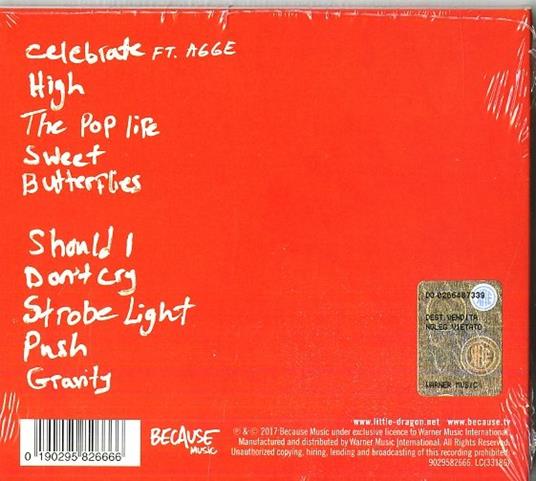 Celebrate FT. AGGE
High
The Pop life
Sweet
Butterflies
Should I
Don't Cry
Strobe Light
Push
Gravity
DO 0266487339
DEST.VENDITA
NOLEG.VIETATO
WARNER MUSIC
0 190295 826666
BECAUSE
MUSIC
www.little-dragon.net www.because.tv
℗ & © 2017 Because Music under exclusive licence to Warner Music International.
Manufactured and distributed by Warner Music International. All Rights Reserved.
Unauthorized copying, hiring, lending and broadcasting of this recording prohibited.
9029582666. LC(33186)